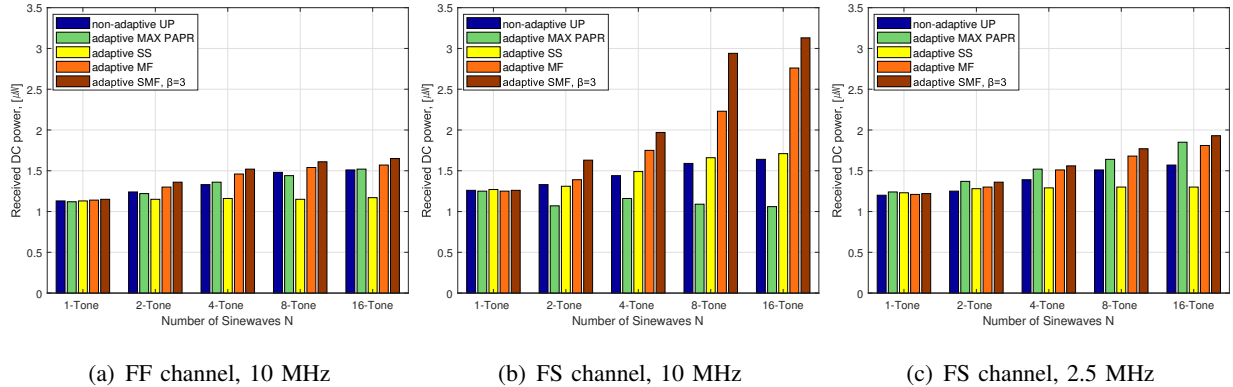 non-adaptive UP
adaptive MAX PAPR
adaptive SS
adaptive MF
adaptive SMF, β=3
Received DC power, [μW]
3.5
3
2.5
2
1.5
1
0.5
0
1-Tone 2-Tone 4-Tone 8-Tone 16-Tone
Number of Sinewaves N
(a) FF channel, 10 MHz
non-adaptive UP
adaptive MAX PAPR
adaptive SS
adaptive MF
adaptive SMF, β=3
Received DC power, [μW]
3.5
3
2.5
2
1.5
1
0.5
0
1-Tone 2-Tone 4-Tone 8-Tone 16-Tone
Number of Sinewaves N
(b) FS channel, 10 MHz
non-adaptive UP
adaptive MAX PAPR
adaptive SS
adaptive MF
adaptive SMF, β=3
Received DC power, [μW]
3.5
3
2.5
2
1.5
1
0.5
0
1-Tone 2-Tone 4-Tone 8-Tone 16-Tone
Number of Sinewaves N
(c) FS channel, 2.5 MHz